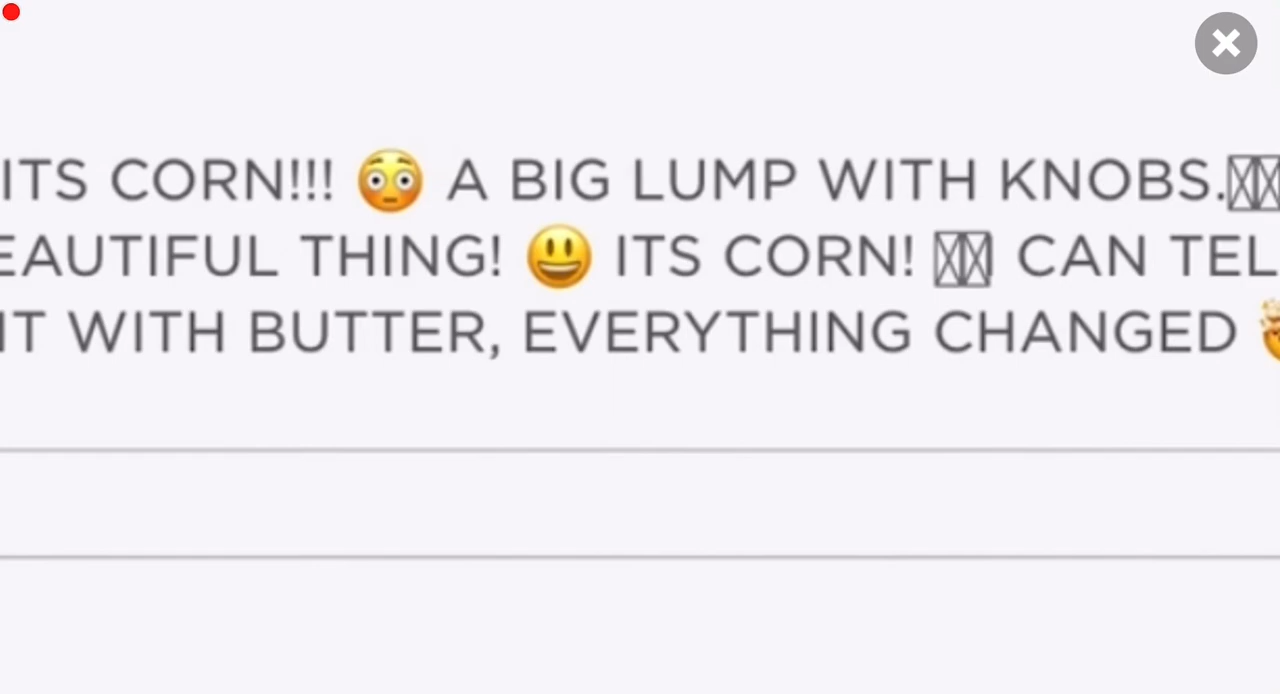 ITS CORN!!! 😳 A BIG LUMP WITH KNOBS.
EAUTIFUL THING! 😃 ITS CORN! CAN TEL
IT WITH BUTTER, EVERYTHING CHANGED 🤯